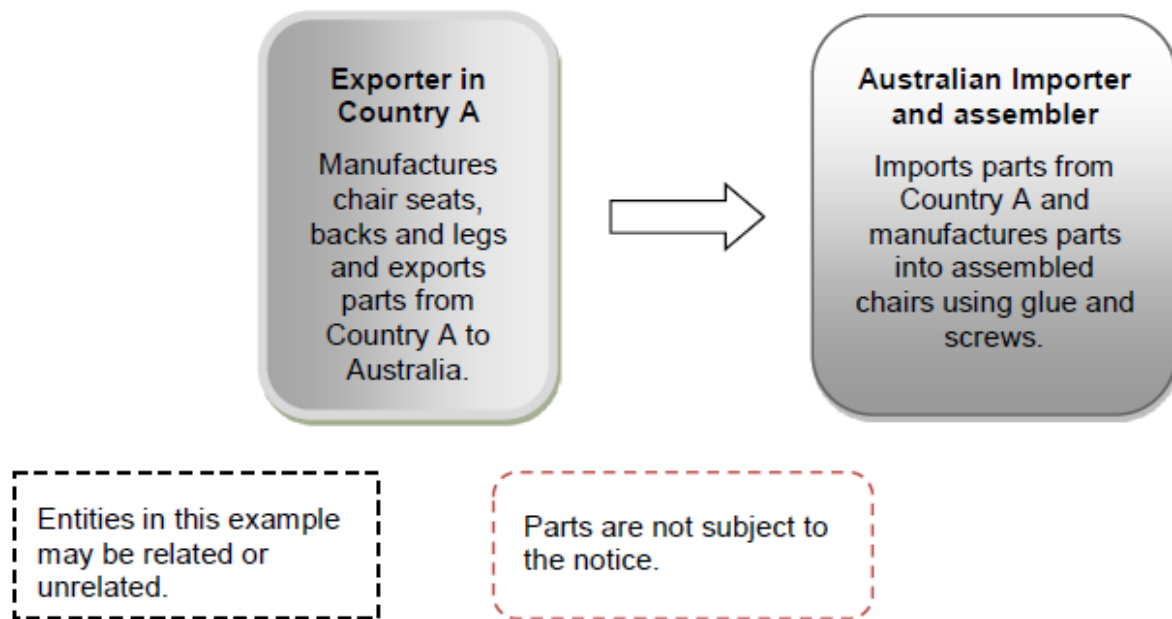 Exporter in
Country A
Manufactures
chair seats,
backs and legs
and exports
parts from
Country A to
Australia.
Australian Importer
and assembler
Imports parts from
Country A and
manufactures parts
into assembled
chairs using glue and
screws.
Entities in this example
may be related or
unrelated.
Parts are not subject to
the notice.